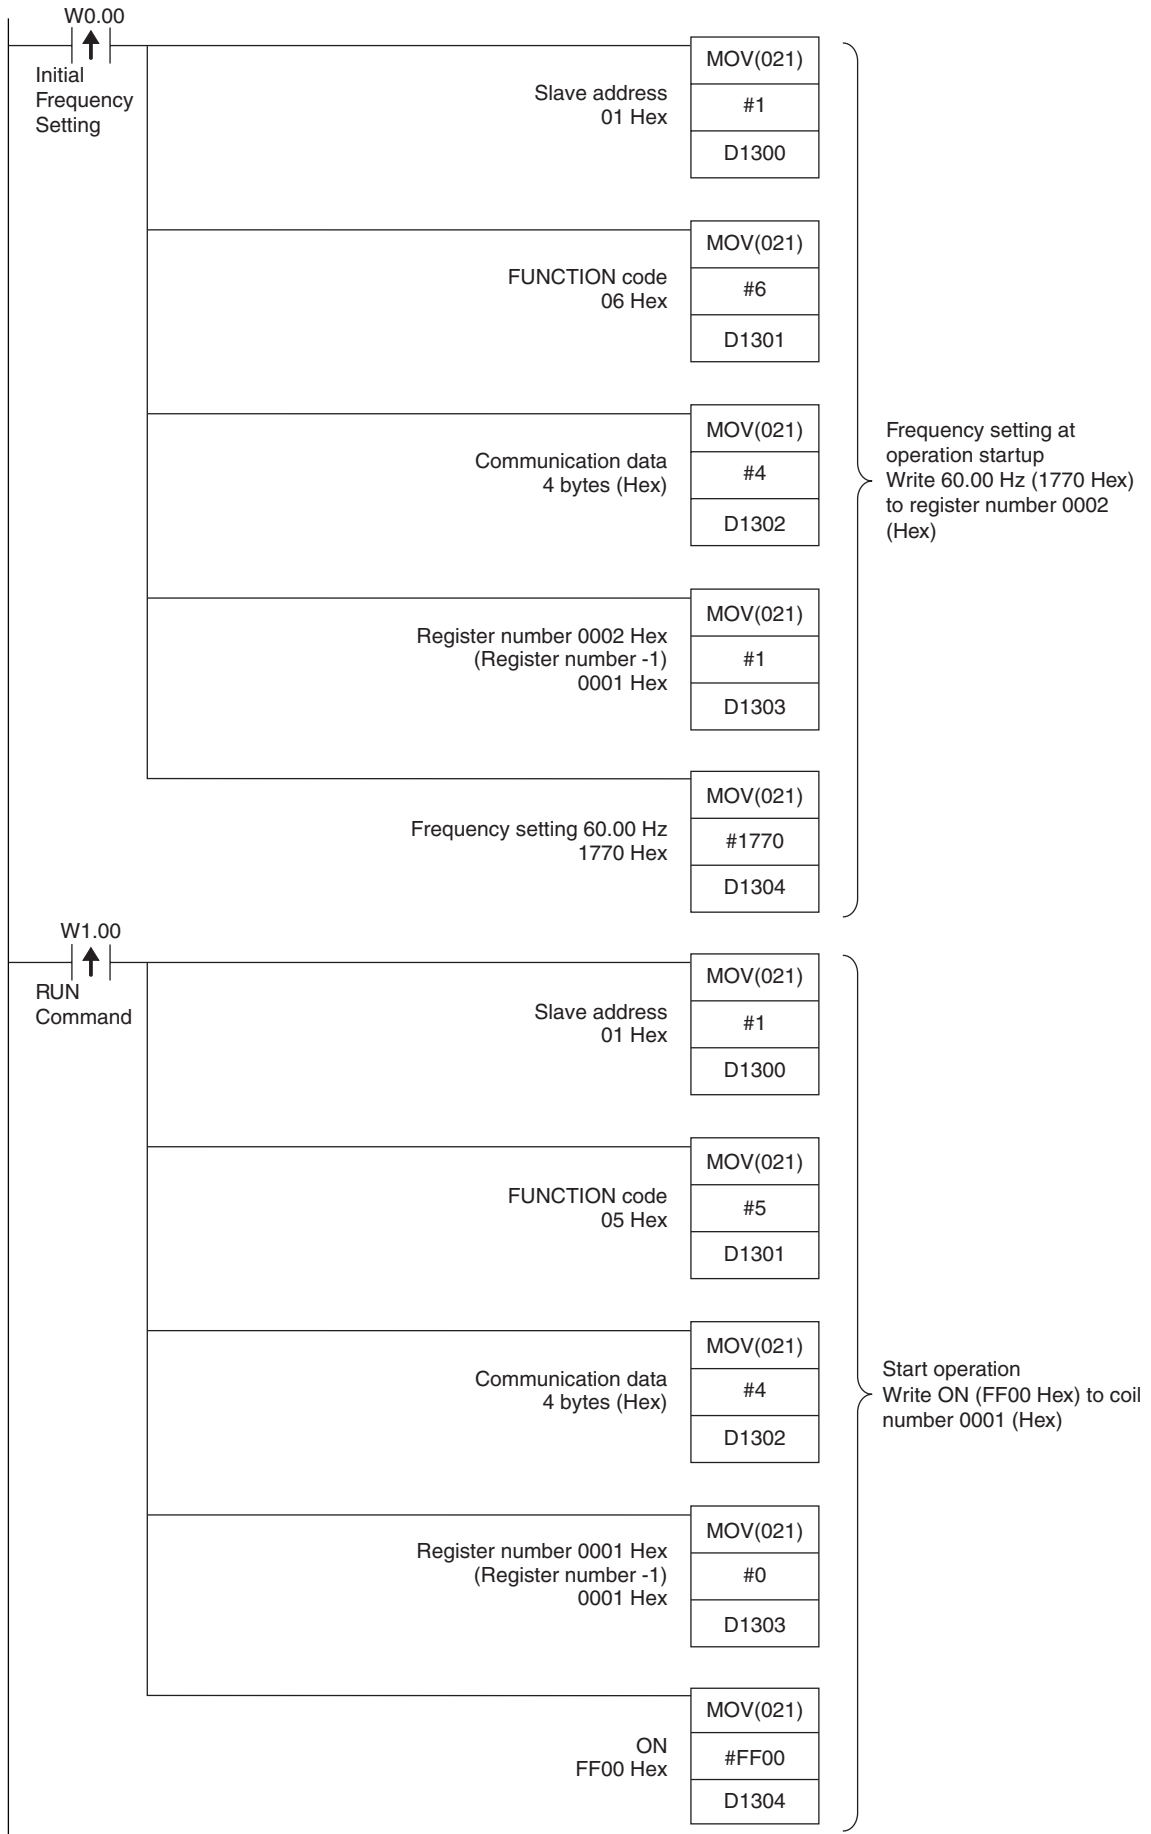 W0.00
Initial
Frequency
Setting
Slave address
01 Hex
MOV(021)
#1
D1300
FUNCTION code
06 Hex
MOV(021)
#6
D1301
Communication data
4 bytes (Hex)
MOV(021)
#4
D1302
Register number 0002 Hex
(Register number -1)
0001 Hex
MOV(021)
#1
D1303
Frequency setting 60.00 Hz
1770 Hex
MOV(021)
#1770
D1304
Frequency setting at
operation startup
Write 60.00 Hz (1770 Hex)
to register number 0002
(Hex)
W1.00
RUN
Command
Slave address
01 Hex
MOV(021)
#1
D1300
FUNCTION code
05 Hex
MOV(021)
#5
D1301
Communication data
4 bytes (Hex)
MOV(021)
#4
D1302
Register number 0001 Hex
(Register number -1)
0001 Hex
MOV(021)
#0
D1303
ON
FF00 Hex
MOV(021)
#FF00
D1304
Start operation
Write ON (FF00 Hex) to coil
number 0001 (Hex)